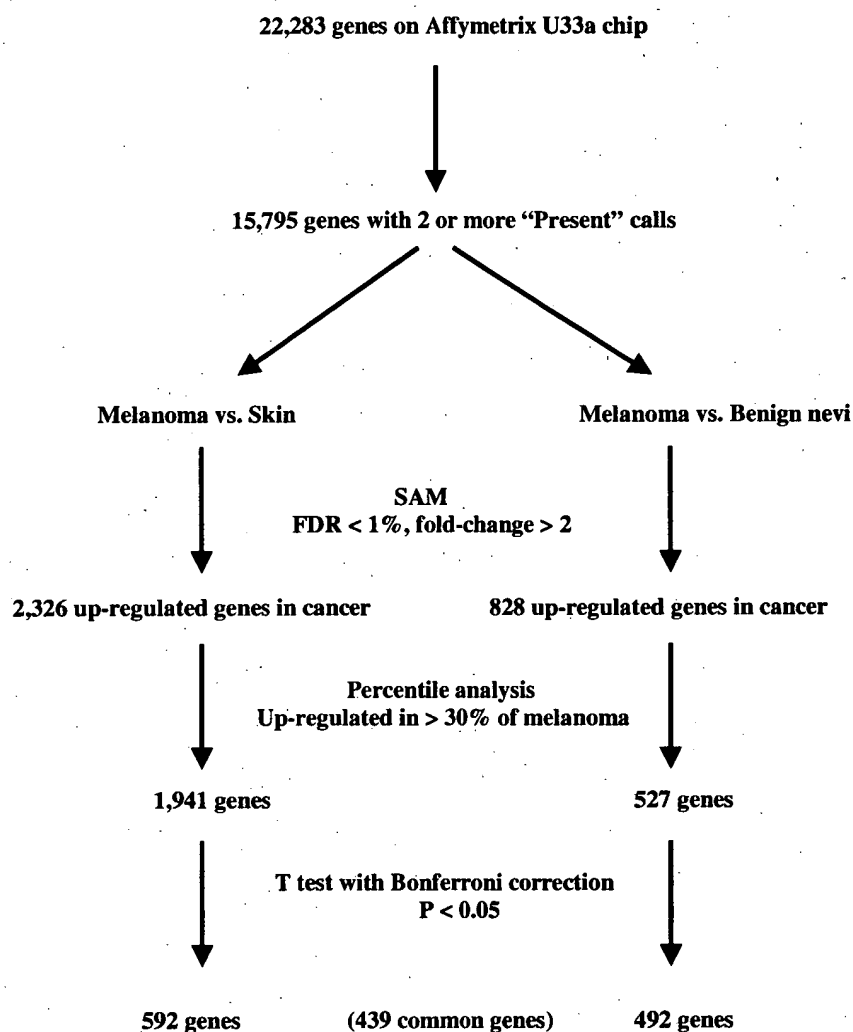 22,283 genes on Affymetrix U33a chip
15,795 genes with 2 or more “Present” calls
Melanoma vs. Skin
Melanoma vs. Benign nevi
SAM
FDR < 1%, fold-change > 2
2,326 up-regulated genes in cancer
828 up-regulated genes in cancer
Percentile analysis
Up-regulated in > 30% of melanoma
1,941 genes
527 genes
T test with Bonferroni correction
P < 0.05
592 genes
(439 common genes)
492 genes